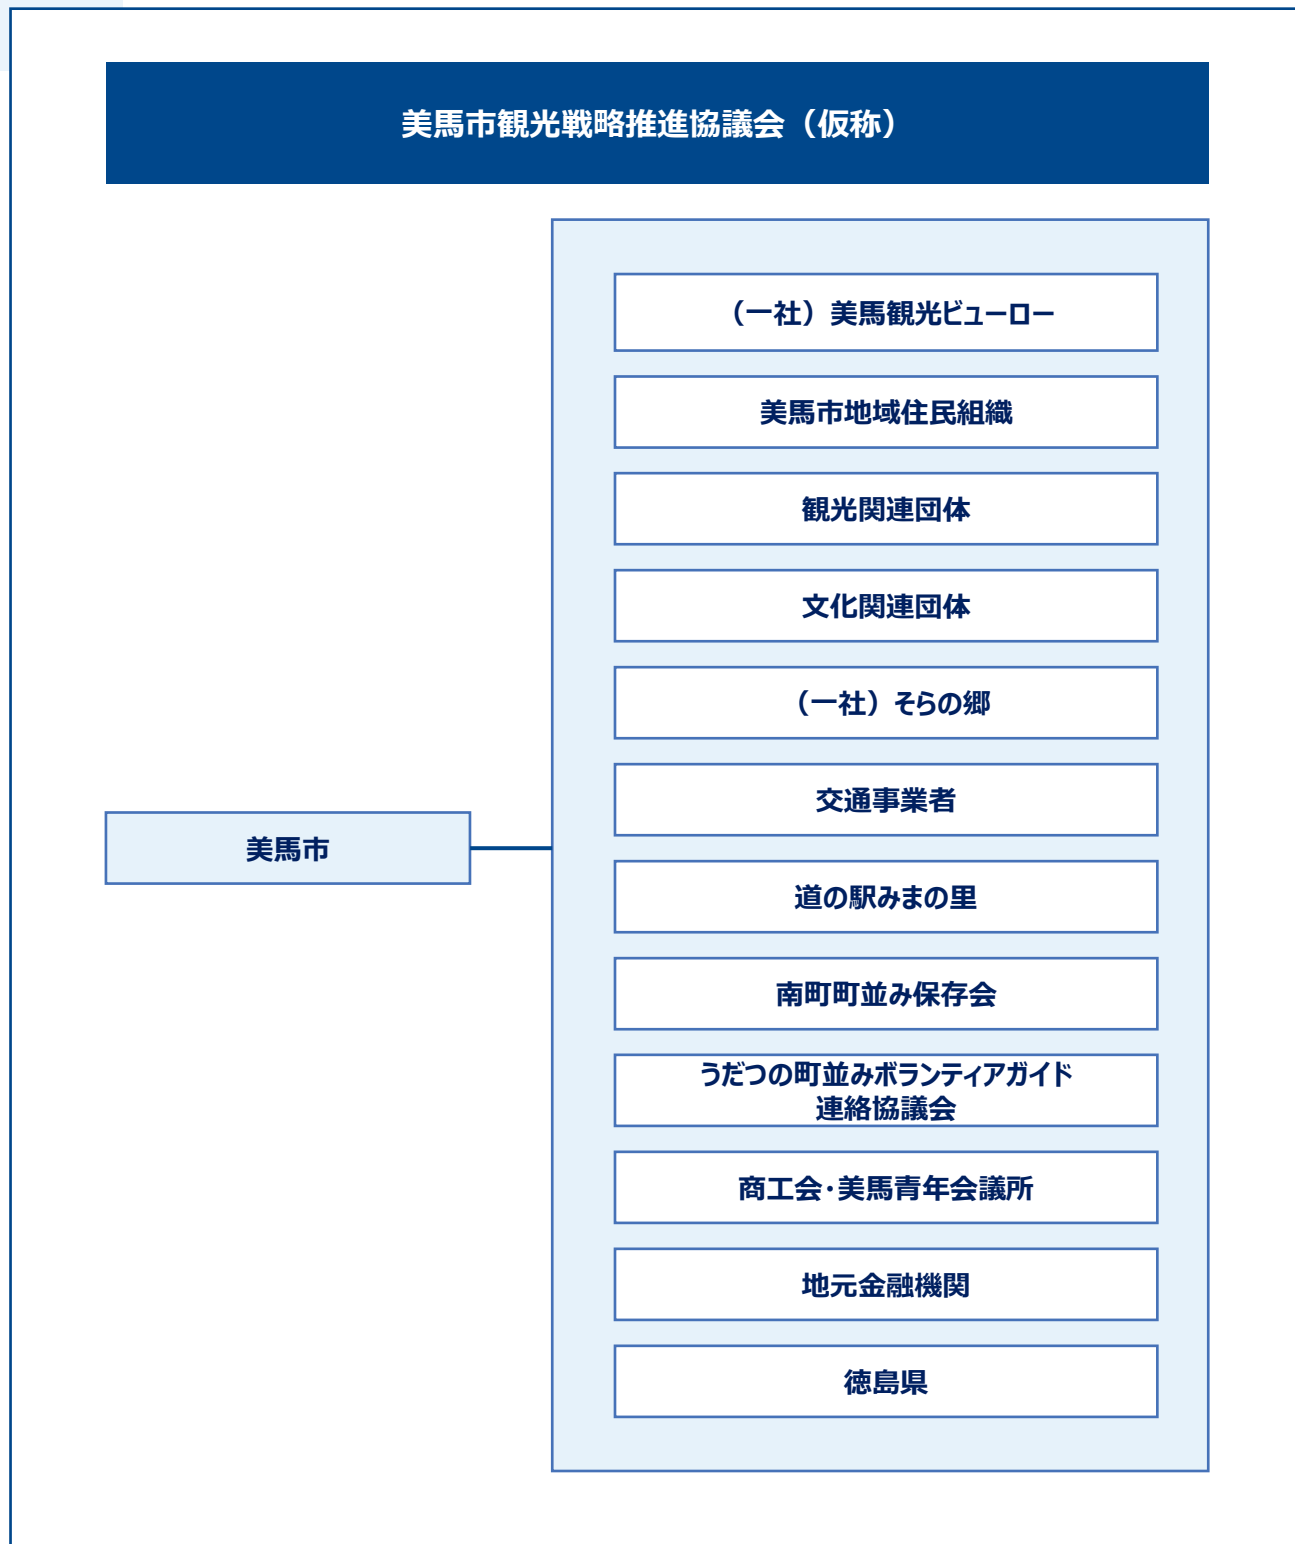 美馬市観光戦略推進協議会（仮称）
（一社）美馬観光ビューロー
美馬市地域住民組織
観光関連団体
文化関連団体
（一社）そらの郷
交通事業者
美馬市
道の駅みまの里
南町町並み保存会
うだつの町並みボランティアガイド
連絡協議会
商工会・美馬青年会議所
地元金融機関
徳島県